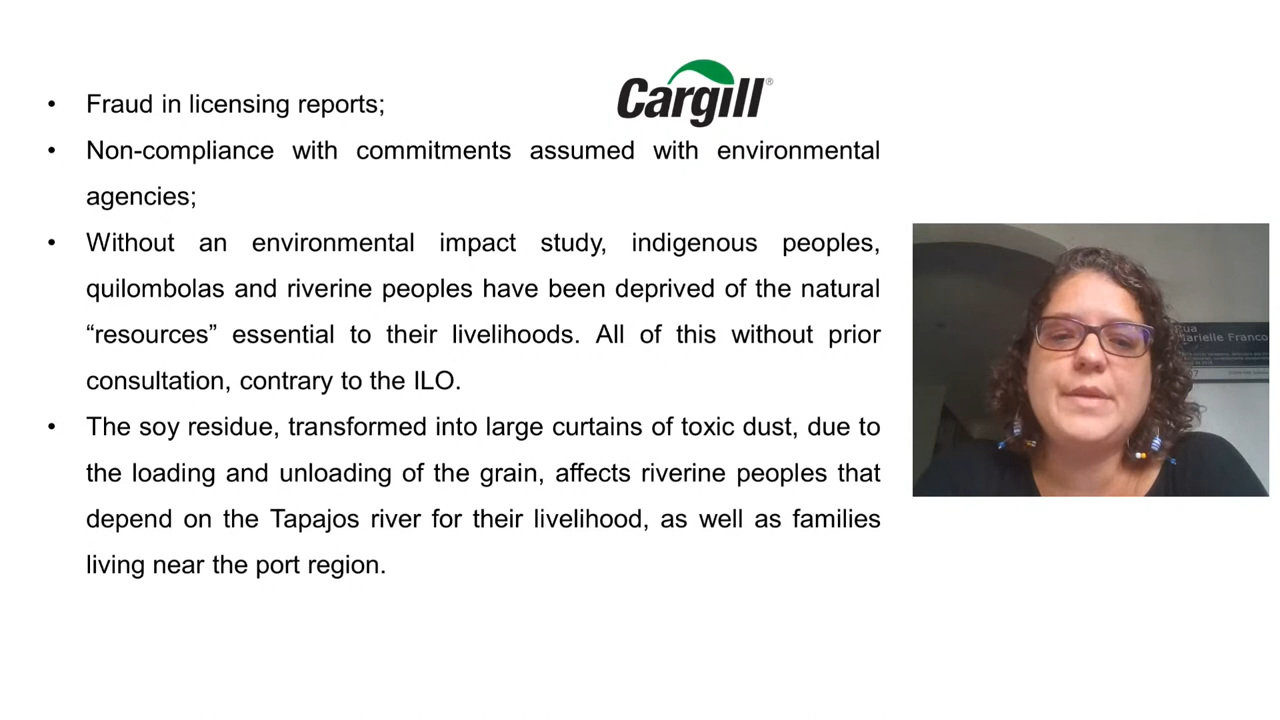 Cargill®
• Fraud in licensing reports;
• Non-compliance with commitments assumed with environmental
agencies;
• Without an environmental impact study, indigenous peoples,
quilombolas and riverine peoples have been deprived of the natural
“resources” essential to their livelihoods. All of this without prior
consultation, contrary to the ILO.
• The soy residue, transformed into large curtains of toxic dust, due to
the loading and unloading of the grain, affects riverine peoples that
depend on the Tapajos river for their livelihood, as well as families
living near the port region.
Rua
Marielle Franco